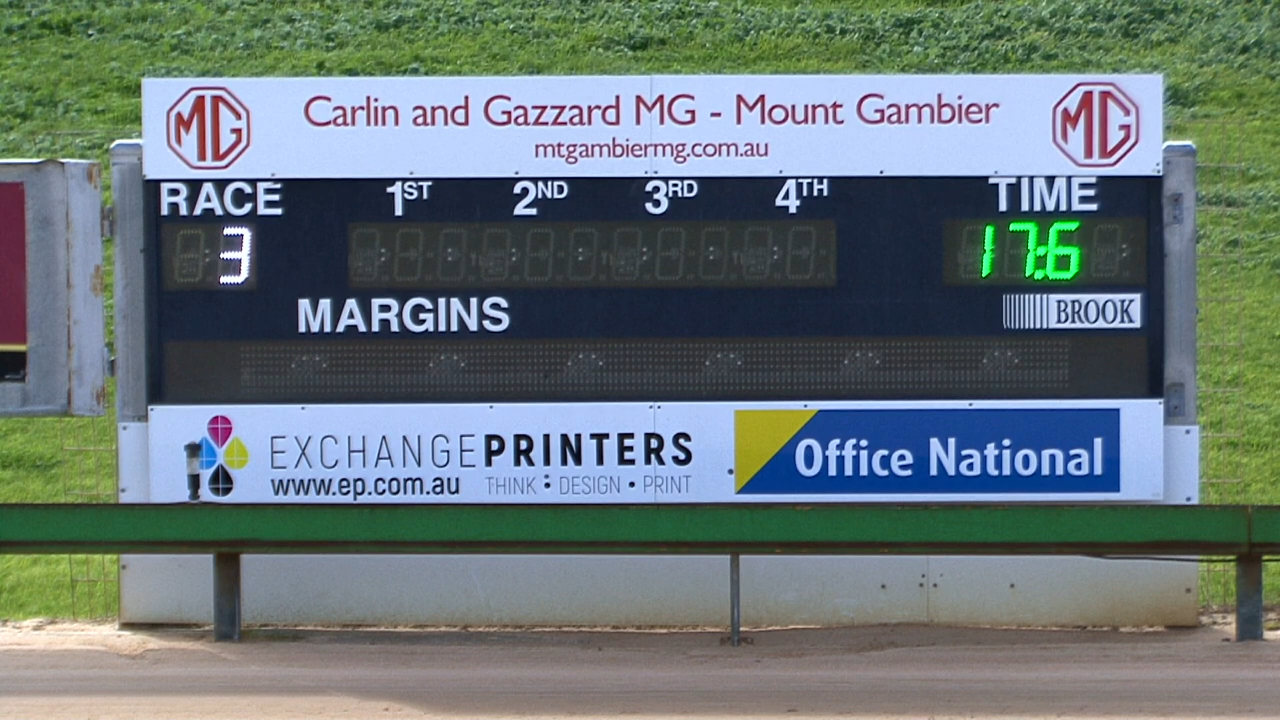 MG Carlin and Gazzard MG - Mount Gambier MG
mtgambiermg.com.au
RACE 1ST 2ND 3RD 4TH TIME
3 17:6
MARGINS BROOK
EXCHANGEPRINTERS Office National
www.ep.com.au THINK : DESIGN • PRINT